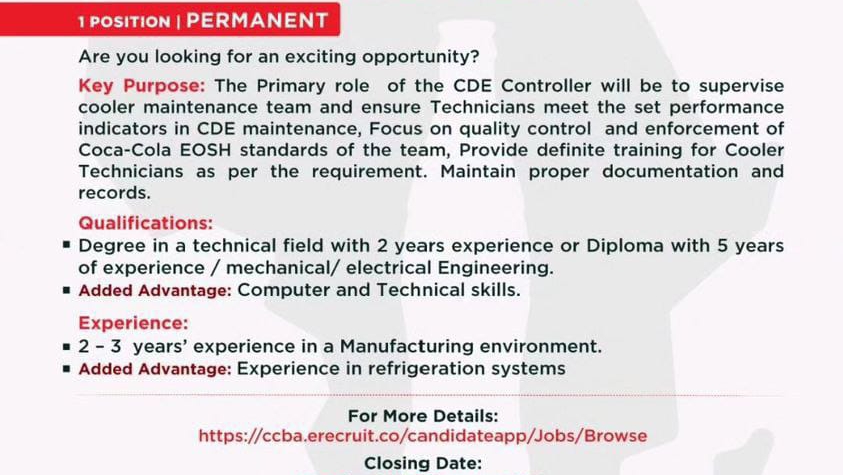 1 POSITION | PERMANENT
Are you looking for an exciting opportunity?
Key Purpose: The Primary role of the CDE Controller will be to supervise
cooler maintenance team and ensure Technicians meet the set performance
indicators in CDE maintenance, Focus on quality control and enforcement of
Coca-Cola EOSH standards of the team, Provide definite training for Cooler
Technicians as per the requirement. Maintain proper documentation and
records.
Qualifications:
▪ Degree in a technical field with 2 years experience or Diploma with 5 years
of experience / mechanical/ electrical Engineering.
▪ Added Advantage: Computer and Technical skills.
Experience:
▪ 2 – 3 years’ experience in a Manufacturing environment.
▪ Added Advantage: Experience in refrigeration systems
For More Details:
https://ccba.erecruit.co/candidateapp/Jobs/Browse
Closing Date: